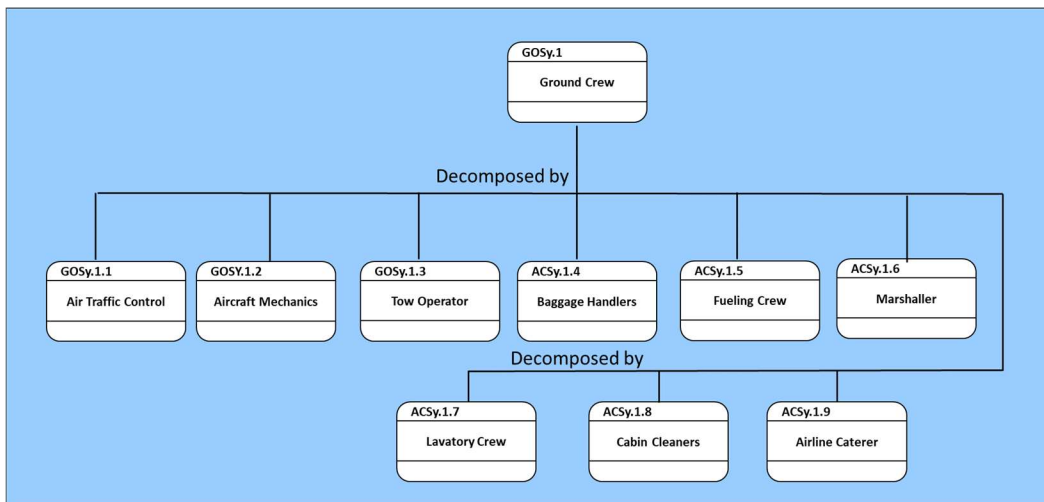 GOSy.1
Ground Crew
Decomposed by
GOSy.1.1
Air Traffic Control
GOSY.1.2
Aircraft Mechanics
GOSy.1.3
Tow Operator
ACSy.1.4
Baggage Handlers
ACSy.1.5
Fueling Crew
ACSy.1.6
Marshaller
Decomposed by
ACSy.1.7
Lavatory Crew
ACSy.1.8
Cabin Cleaners
ACSy.1.9
Airline Caterer